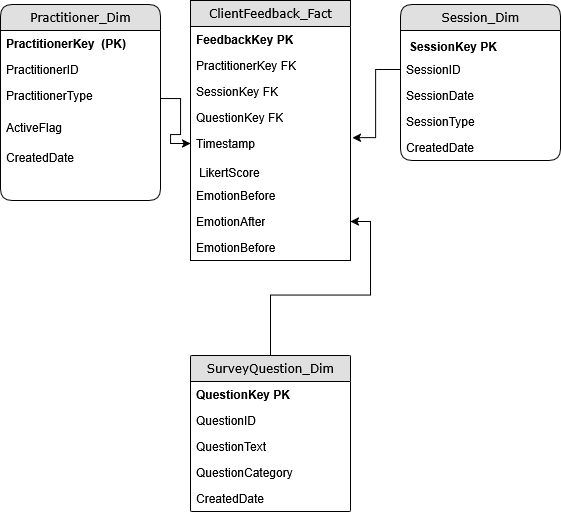 Practitioner_Dim
PractitionerKey (PK)
PractitionerID
PractitionerType
ActiveFlag
CreatedDate
ClientFeedback_Fact
FeedbackKey PK
PractitionerKey FK
SessionKey FK
QuestionKey FK
Timestamp
LikertScore
EmotionBefore
EmotionAfter
EmotionBefore
Session_Dim
SessionKey PK
SessionID
SessionDate
SessionType
CreatedDate
SurveyQuestion_Dim
QuestionKey PK
QuestionID
QuestionText
QuestionCategory
CreatedDate